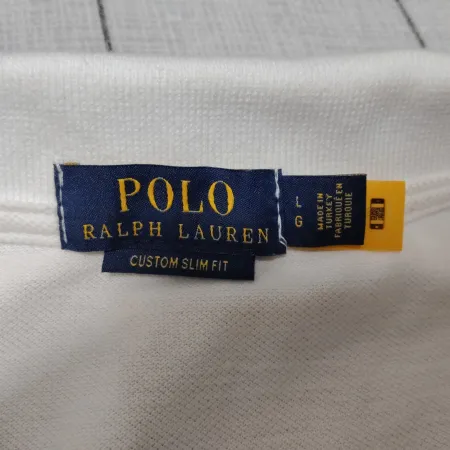 POLO
RALPH LAUREN
CUSTOM SLIM FIT
L
G
MADE IN
TURKEY
FABRIQUÉ EN
TURQUIE